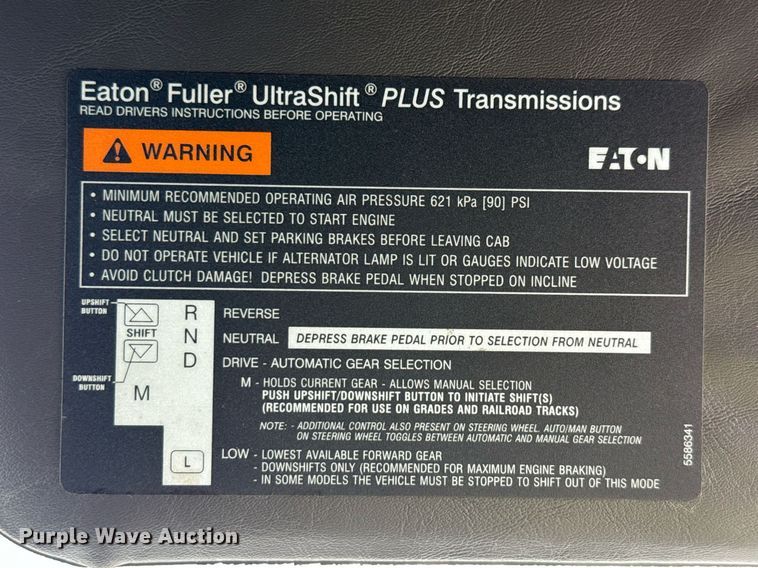 Eaton® Fuller® UltraShift® PLUS Transmissions
READ DRIVERS INSTRUCTIONS BEFORE OPERATING
WARNING
EATON
• MINIMUM RECOMMENDED OPERATING AIR PRESSURE 621 kPa [90] PSI
• NEUTRAL MUST BE SELECTED TO START ENGINE
• SELECT NEUTRAL AND SET PARKING BRAKES BEFORE LEAVING CAB
• DO NOT OPERATE VEHICLE IF ALTERNATOR LAMP IS LIT OR GAUGES INDICATE LOW VOLTAGE
• AVOID CLUTCH DAMAGE! DEPRESS BRAKE PEDAL WHEN STOPPED ON INCLINE
UPSHIFT BUTTON
SHIFT
DOWNSHIFT BUTTON
R REVERSE
N NEUTRAL DEPRESS BRAKE PEDAL PRIOR TO SELECTION FROM NEUTRAL
D DRIVE - AUTOMATIC GEAR SELECTION
M
M - HOLDS CURRENT GEAR - ALLOWS MANUAL SELECTION
PUSH UPSHIFT/DOWNSHIFT BUTTON TO INITIATE SHIFT(S)
(RECOMMENDED FOR USE ON GRADES AND RAILROAD TRACKS)
NOTE: - ADDITIONAL CONTROL ALSO PRESENT ON STEERING WHEEL. AUTO/MAN BUTTON
ON STEERING WHEEL TOGGLES BETWEEN AUTOMATIC AND MANUAL GEAR SELECTION
L LOW - LOWEST AVAILABLE FORWARD GEAR
- DOWNSHIFTS ONLY (RECOMMENDED FOR MAXIMUM ENGINE BRAKING)
- IN SOME MODELS THE VEHICLE MUST BE STOPPED TO SHIFT OUT OF THIS MODE
5586341
Purple Wave Auction